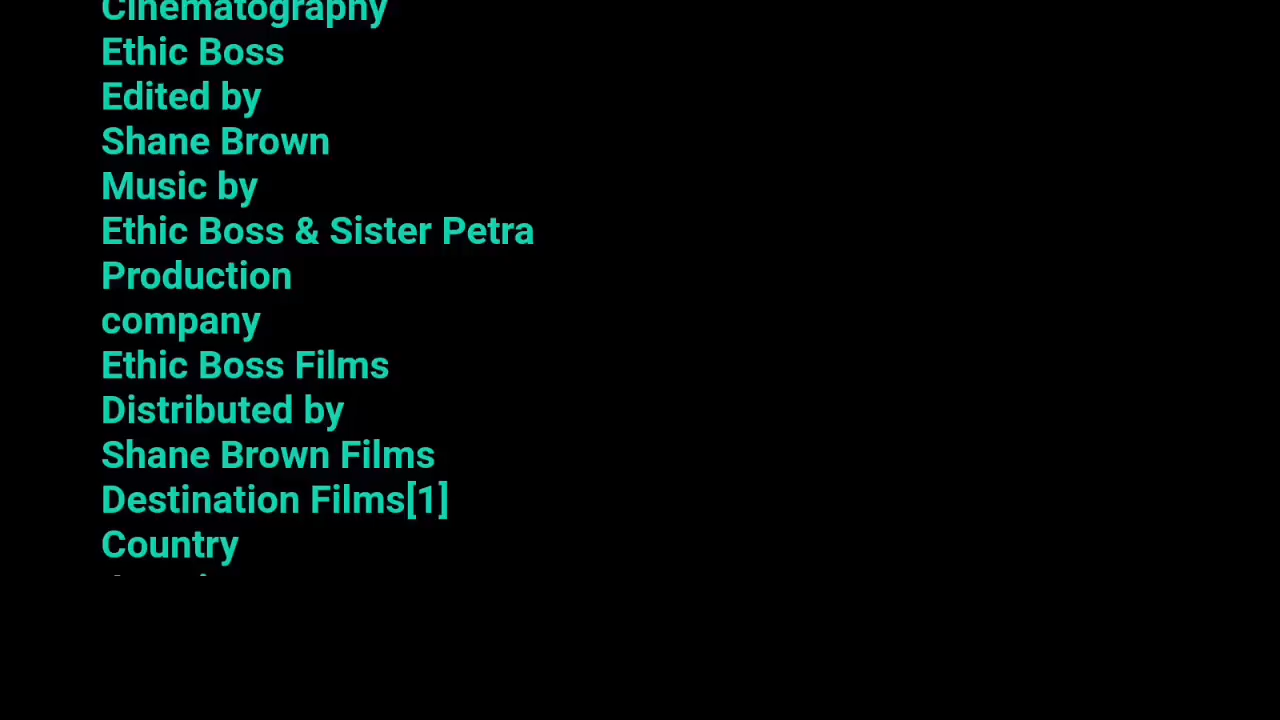 Cinematography
Ethic Boss
Edited by
Shane Brown
Music by
Ethic Boss & Sister Petra
Production
company
Ethic Boss Films
Distributed by
Shane Brown Films
Destination Films[1]
Country